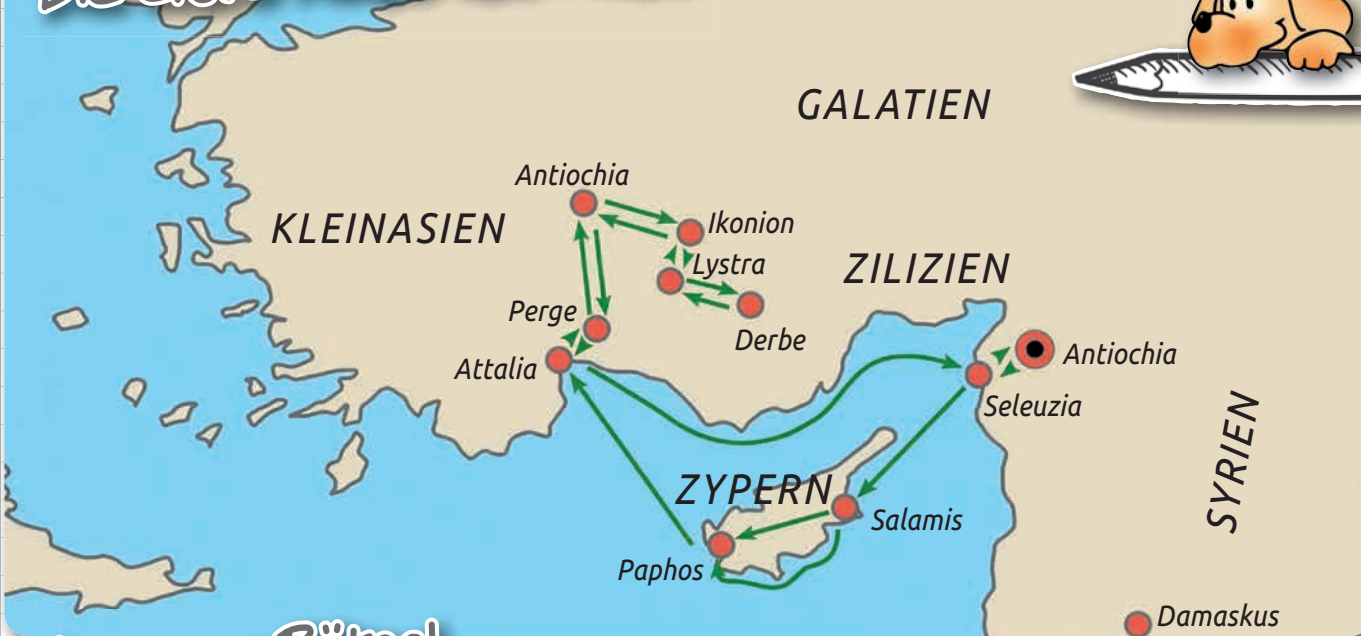 GALATIEN
Antiochia
KLEINASIEN
Ikonion
Lystra
ZILIZIEN
Perge
Derbe
Attalia
Antiochia
Seleuzia
SYRIEN
ZYPERN
Salamis
Paphos
Damaskus